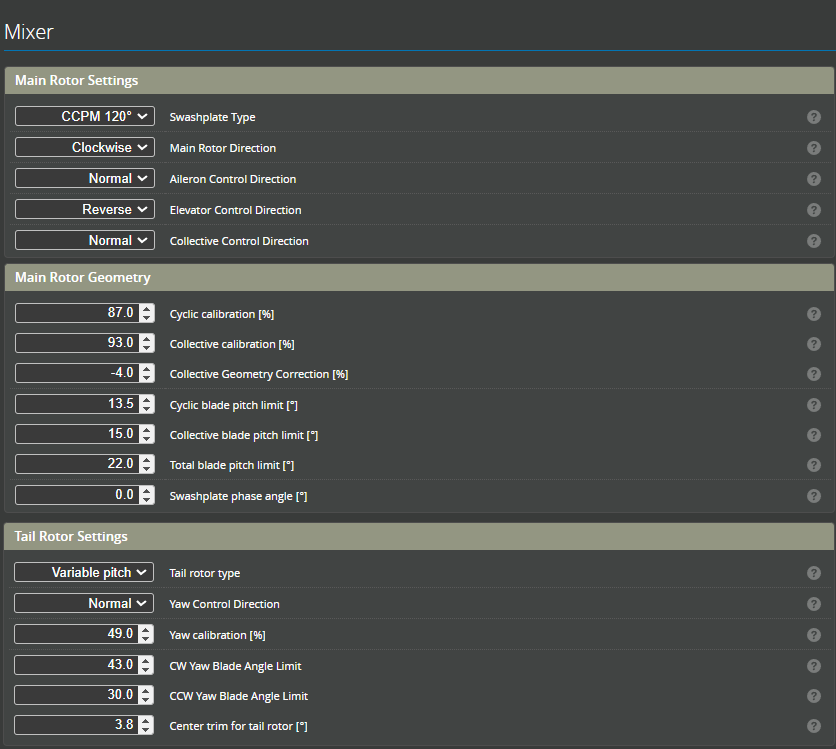 Mixer
Main Rotor Settings
CCPM 120° Swashplate Type ?
Clockwise Main Rotor Direction ?
Normal Aileron Control Direction ?
Reverse Elevator Control Direction ?
Normal Collective Control Direction ?
Main Rotor Geometry
87.0 Cyclic calibration [%] ?
93.0 Collective calibration [%] ?
-4.0 Collective Geometry Correction [%] ?
13.5 Cyclic blade pitch limit [°] ?
15.0 Collective blade pitch limit [°] ?
22.0 Total blade pitch limit [°] ?
0.0 Swashplate phase angle [°] ?
Tail Rotor Settings
Variable pitch Tail rotor type ?
Normal Yaw Control Direction ?
49.0 Yaw calibration [%] ?
43.0 CW Yaw Blade Angle Limit ?
30.0 CCW Yaw Blade Angle Limit ?
3.8 Center trim for tail rotor [°] ?